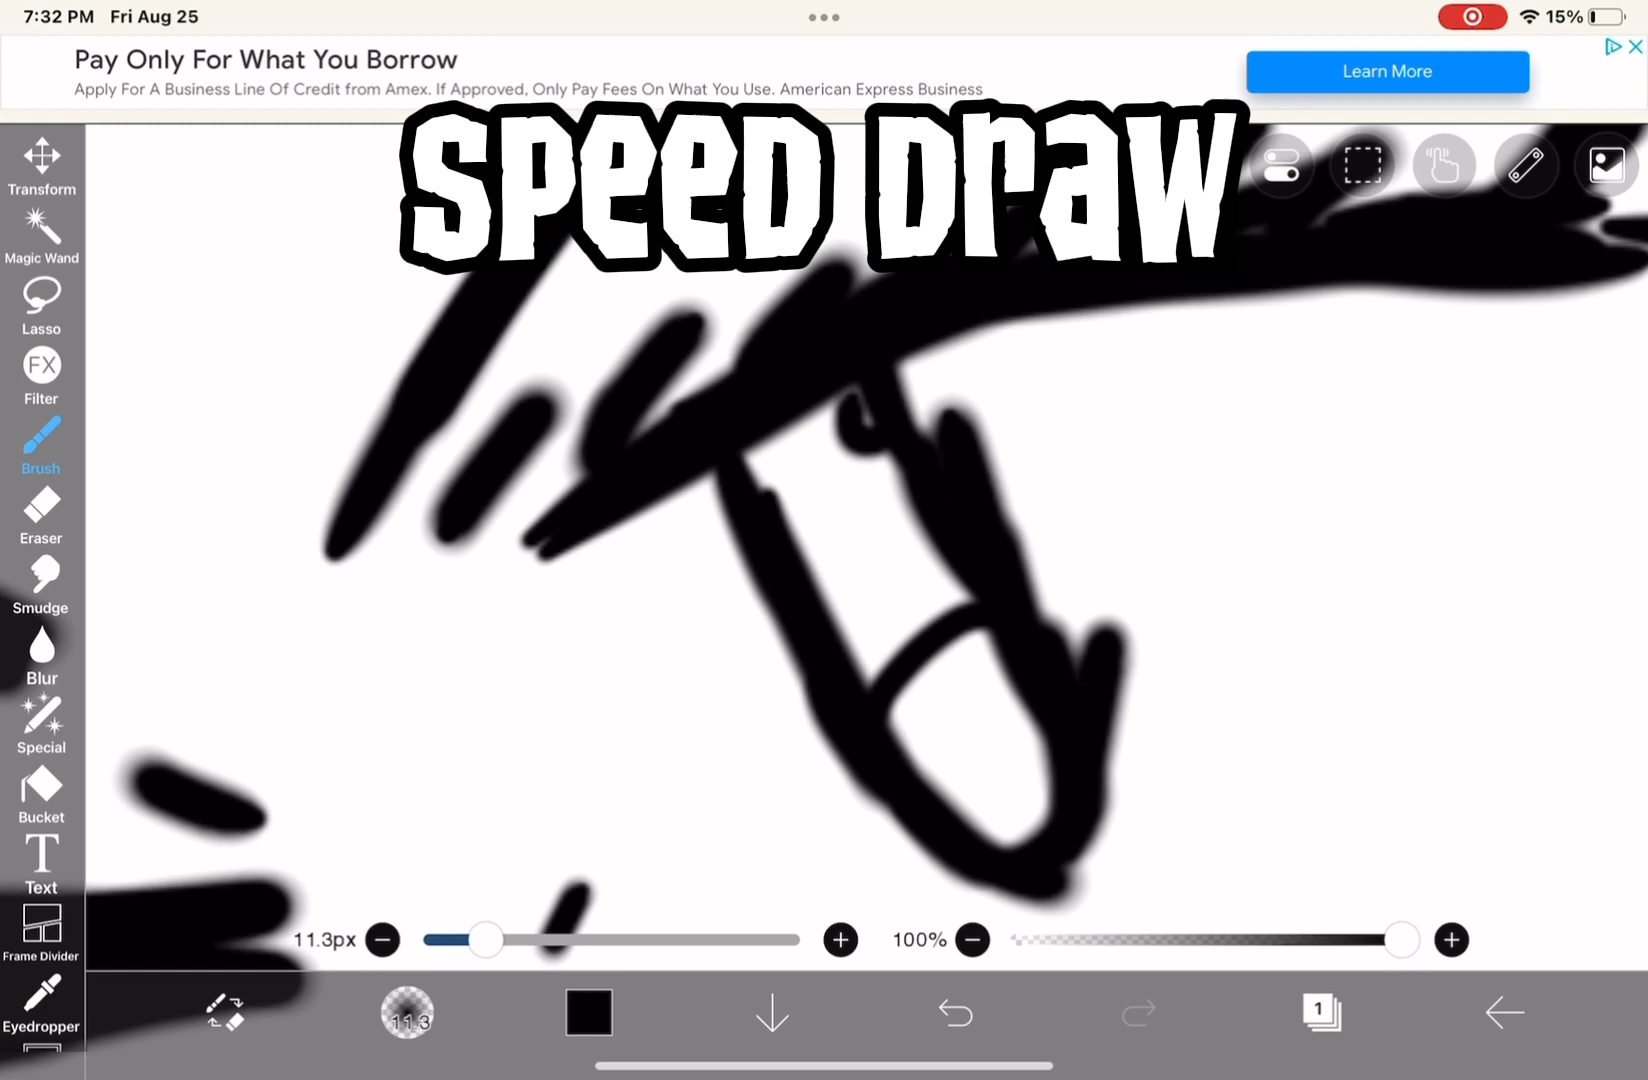 7:32 PM Fri Aug 25
15%
Pay Only For What You Borrow
Apply For A Business Line Of Credit from Amex. If Approved, Only Pay Fees On What You Use. American Express Business
Learn More
SPEED Draw
Transform
Magic Wand
Lasso
FX
Filter
Brush
Eraser
Smudge
Blur
Special
Bucket
T
Text
Frame Divider
Eyedropper
11.3px
100%
11.3
1